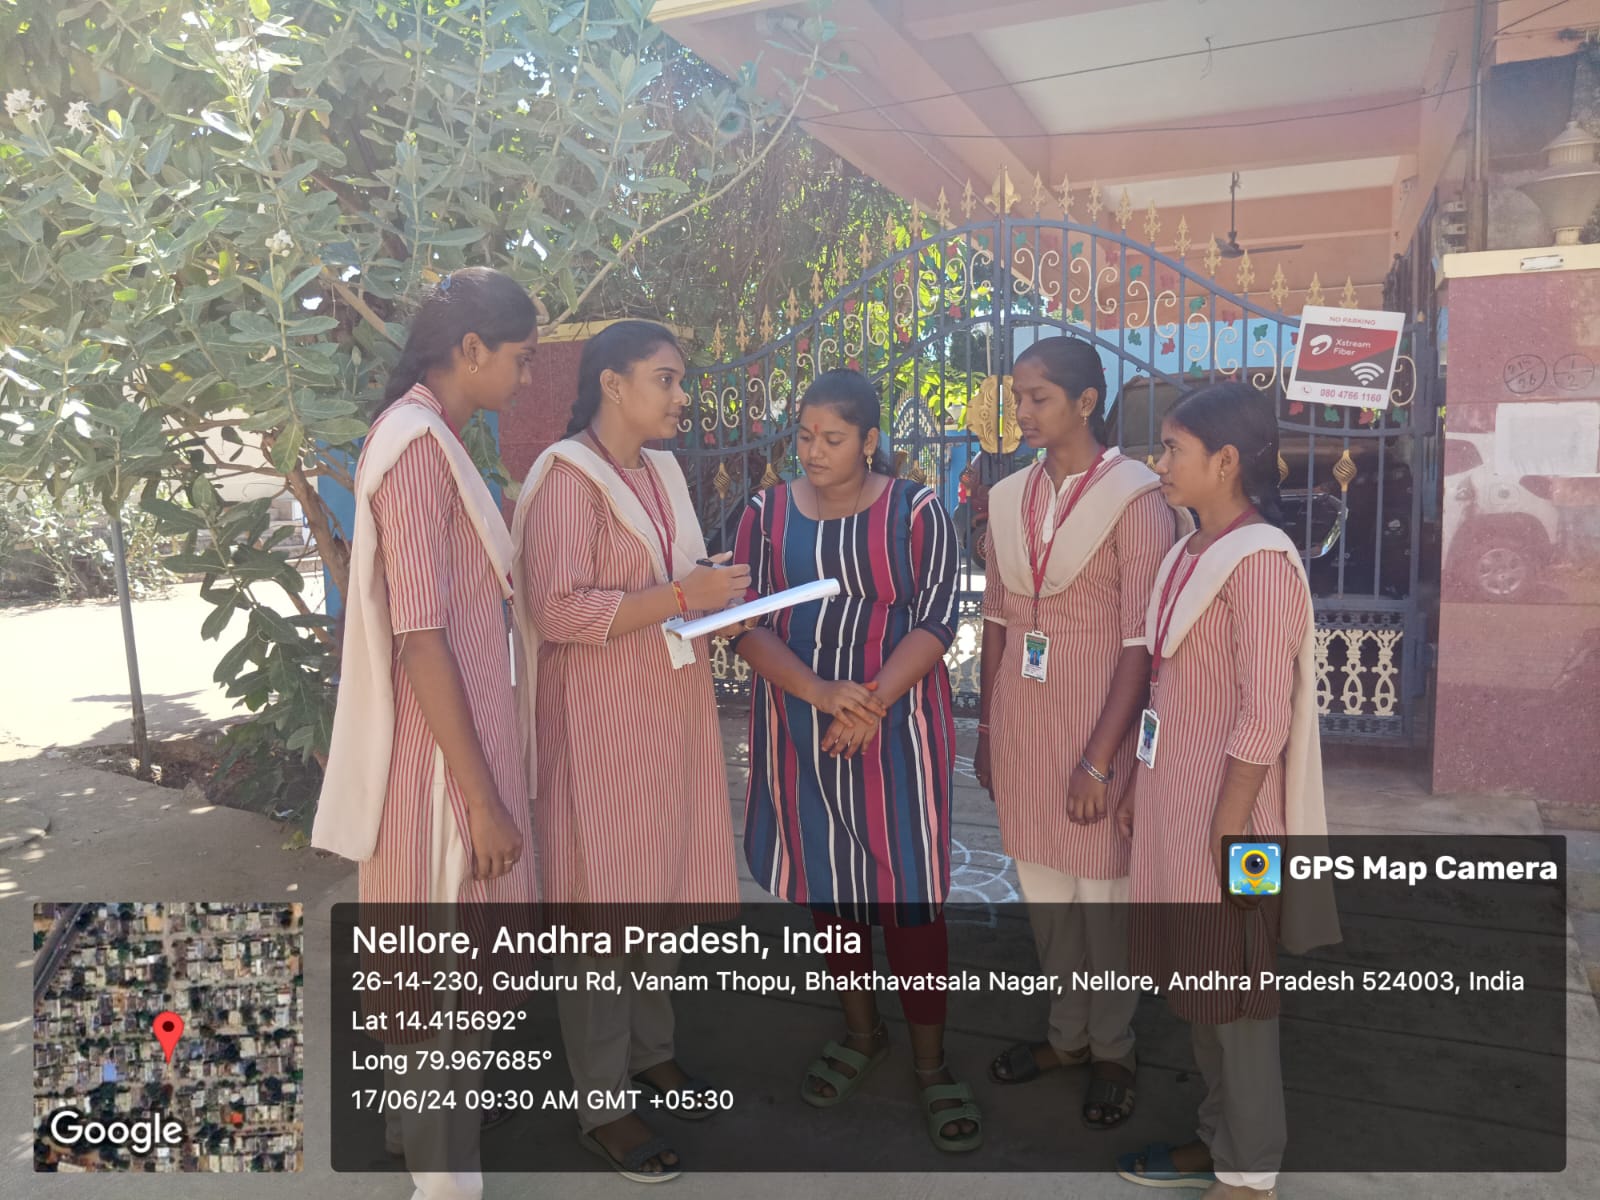 NO PARKING
Xstream
Fiber
080 4766 1160
GPS Map Camera
Nellore, Andhra Pradesh, India
26-14-230, Guduru Rd, Vanam Thopu, Bhakthavatsala Nagar, Nellore, Andhra Pradesh 524003, India
Lat 14.415692°
Long 79.967685°
17/06/24 09:30 AM GMT +05:30
Google